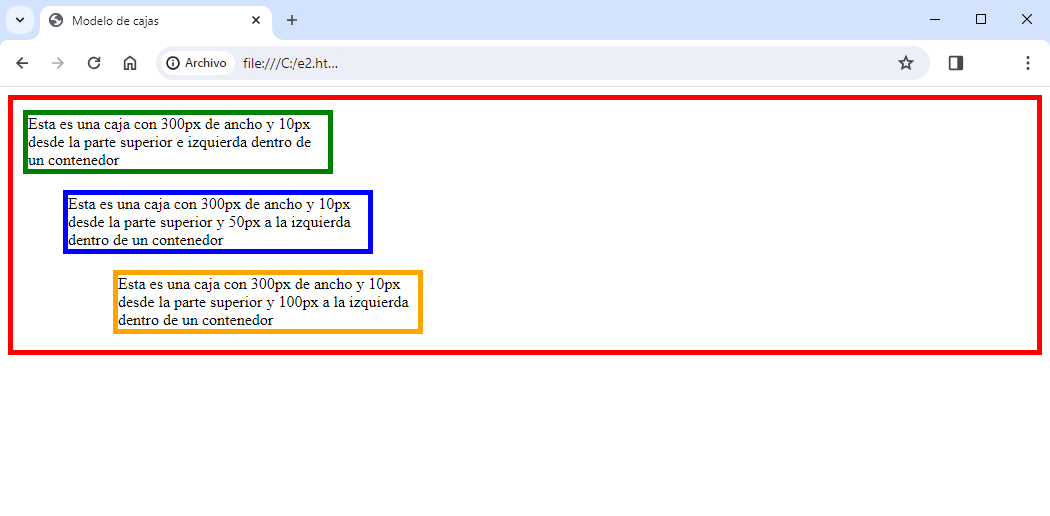 Modelo de cajas
Archivo
file:///C:/e2.ht...
Esta es una caja con 300px de ancho y 10px
desde la parte superior e izquierda dentro de
un contenedor
Esta es una caja con 300px de ancho y 10px
desde la parte superior y 50px a la izquierda
dentro de un contenedor
Esta es una caja con 300px de ancho y 10px
desde la parte superior y 100px a la izquierda
dentro de un contenedor